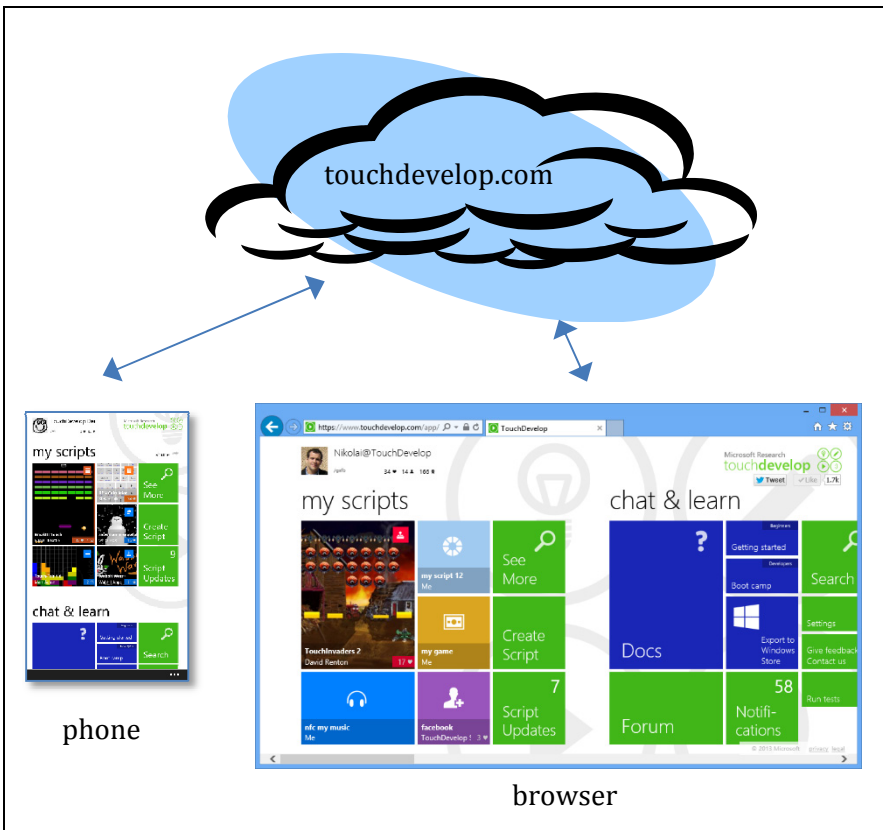 touchdevelop.com
my scripts
See
More
Create
Script
9
Script
Updates
chat & learn
?
Getting started
Search
phone
https://www.touchdevelop.com/app/
TouchDevelop
Nikolai@TouchDevelop
Microsoft Research
touchdevelop
Tweet
Like
1.7k
my scripts
chat & learn
TouchInvaders 2
David Renton
17
my script 12
Me
See
More
my game
Me
Create
Script
nfc my music
Me
facebook
TouchDevelop
3
7
Script
Updates
?
Docs
Beginners
Getting started
Developers
Boot camp
Export to
Windows
Store
Search
Settings
Give feedback
Contact us
Run tests
Forum
58
Notifi-
cations
© 2013 Microsoft privacy legal
browser